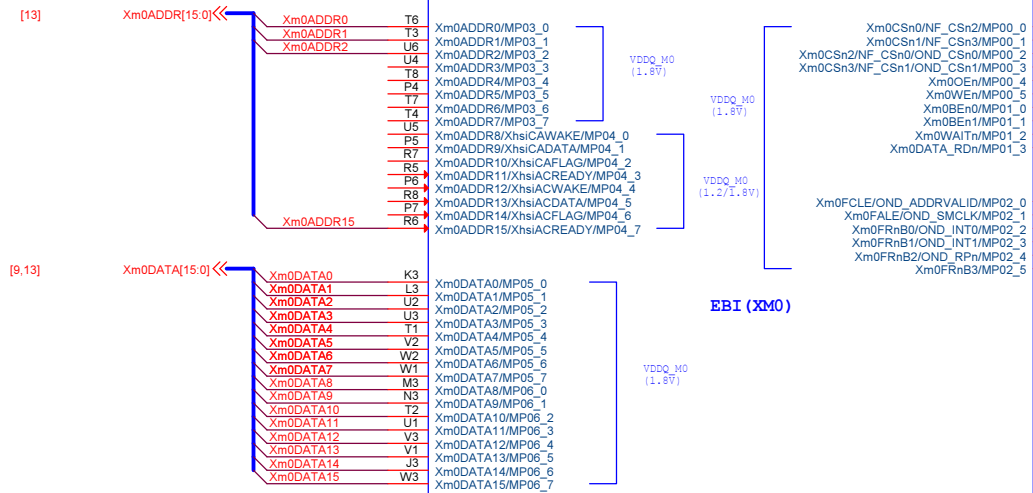 [13]
Xm0ADDR[15:0]
Xm0ADDR0 T6 Xm0ADDR0/MP03_0
Xm0ADDR1 T3 Xm0ADDR1/MP03_1
Xm0ADDR2 U6 Xm0ADDR2/MP03_2
U4 Xm0ADDR3/MP03_3
T8 Xm0ADDR4/MP03_4
P4 Xm0ADDR5/MP03_5
T7 Xm0ADDR6/MP03_6
T4 Xm0ADDR7/MP03_7
U5 Xm0ADDR8/XhsiCAWAKE/MP04_0
P5 Xm0ADDR9/XhsiCADATA/MP04_1
R7 Xm0ADDR10/XhsiCAFLAG/MP04_2
R5 Xm0ADDR11/XhsiACREADY/MP04_3
P6 Xm0ADDR12/XhsiACWAKE/MP04_4
R8 Xm0ADDR13/XhsiACDATA/MP04_5
P7 Xm0ADDR14/XhsiACFLAG/MP04_6
Xm0ADDR15 R6 Xm0ADDR15/XhsiACREADY/MP04_7
VDDQ_M0
(1.8V)
VDDQ_M0
(1.2/1.8V)
VDDQ_M0
(1.8V)
Xm0CSn0/NF_CSn2/MP00_0
Xm0CSn1/NF_CSn3/MP00_1
Xm0CSn2/NF_CSn0/OND_CSn0/MP00_2
Xm0CSn3/NF_CSn1/OND_CSn1/MP00_3
Xm0OEn/MP00_4
Xm0WEn/MP00_5
Xm0BEn0/MP01_0
Xm0BEn1/MP01_1
Xm0WAITn/MP01_2
Xm0DATA_RDn/MP01_3
Xm0FCLE/OND_ADDRVALID/MP02_0
Xm0FALE/OND_SMCLK/MP02_1
Xm0FRnB0/OND_INT0/MP02_2
Xm0FRnB1/OND_INT1/MP02_3
Xm0FRnB2/OND_RPn/MP02_4
Xm0FRnB3/MP02_5
EBI(XM0)
[9,13]
Xm0DATA[15:0]
Xm0DATA0 K3 Xm0DATA0/MP05_0
Xm0DATA1 L3 Xm0DATA1/MP05_1
Xm0DATA2 U2 Xm0DATA2/MP05_2
Xm0DATA3 U3 Xm0DATA3/MP05_3
Xm0DATA4 T1 Xm0DATA4/MP05_4
Xm0DATA5 V2 Xm0DATA5/MP05_5
Xm0DATA6 W2 Xm0DATA6/MP05_6
Xm0DATA7 W1 Xm0DATA7/MP05_7
Xm0DATA8 M3 Xm0DATA8/MP06_0
Xm0DATA9 N3 Xm0DATA9/MP06_1
Xm0DATA10 T2 Xm0DATA10/MP06_2
Xm0DATA11 U1 Xm0DATA11/MP06_3
Xm0DATA12 V3 Xm0DATA12/MP06_4
Xm0DATA13 V1 Xm0DATA13/MP06_5
Xm0DATA14 J3 Xm0DATA14/MP06_6
Xm0DATA15 W3 Xm0DATA15/MP06_7
VDDQ_M0
(1.8V)